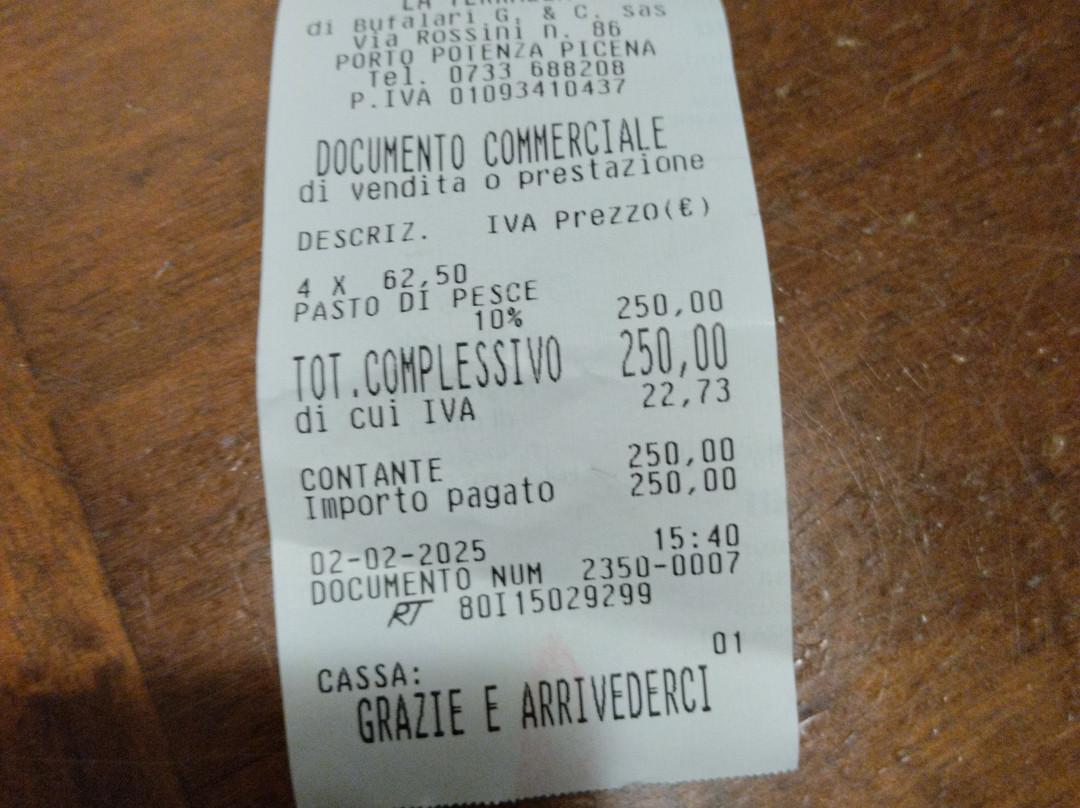 LA
di Bufalari G. & C. sas
Via Rossini n. 86
PORTO POTENZA PICENA
Tel. 0733 688208
P.IVA 01093410437
DOCUMENTO COMMERCIALE
di vendita o prestazione
DESCRIZ. IVA Prezzo(€)
4 X 62,50
PASTO DI PESCE
10% 250,00
TOT.COMPLESSIVO 250,00
di cui IVA 22,73
CONTANTE 250,00
Importo pagato 250,00
02-02-2025 15:40
DOCUMENTO NUM 2350-0007
RT 80I15029299
01
CASSA:
GRAZIE E ARRIVEDERCI